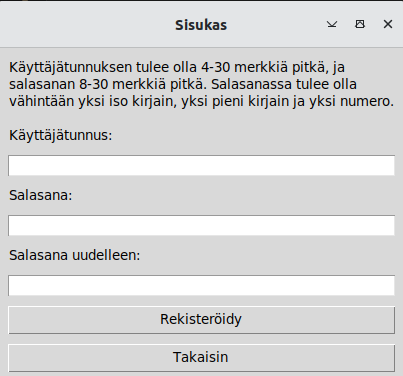 Sisukas
Käyttäjätunnuksen tulee olla 4-30 merkkiä pitkä, ja
salasanan 8-30 merkkiä pitkä. Salasanassa tulee olla
vähintään yksi iso kirjain, yksi pieni kirjain ja yksi numero.
Käyttäjätunnus:
Salasana:
Salasana uudelleen:
Rekisteröidy
Takaisin